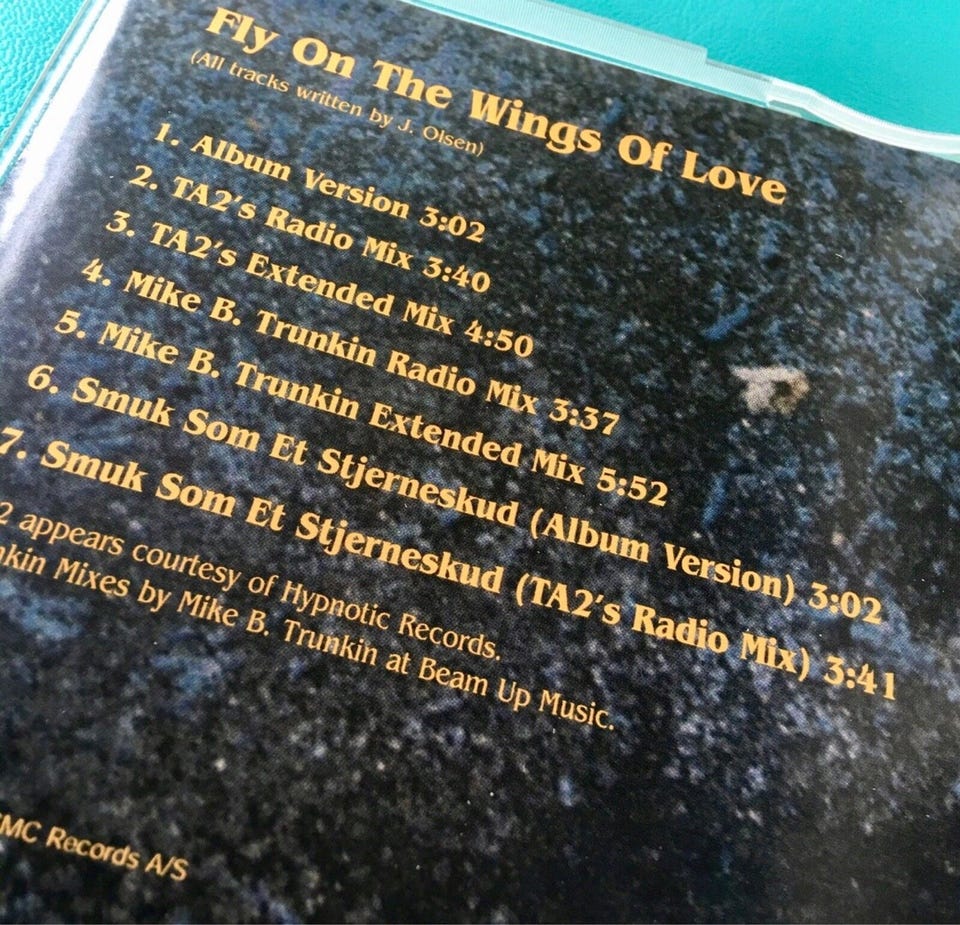 Fly On The Wings Of Love
(All tracks written by J. Olsen)
1. Album Version 3:02
2. TA2's Radio Mix 3:40
3. TA2's Extended Mix 4:50
4. Mike B. Trunkin Radio Mix 3:37
5. Mike B. Trunkin Extended Mix 5:52
6. Smuk Som Et Stjerneskud (Album Version) 3:02
7. Smuk Som Et Stjerneskud (TA2's Radio Mix) 3:41
2 appears courtesy of Hypnotic Records.
nkin Mixes by Mike B. Trunkin at Beam Up Music.
MC Records A/S